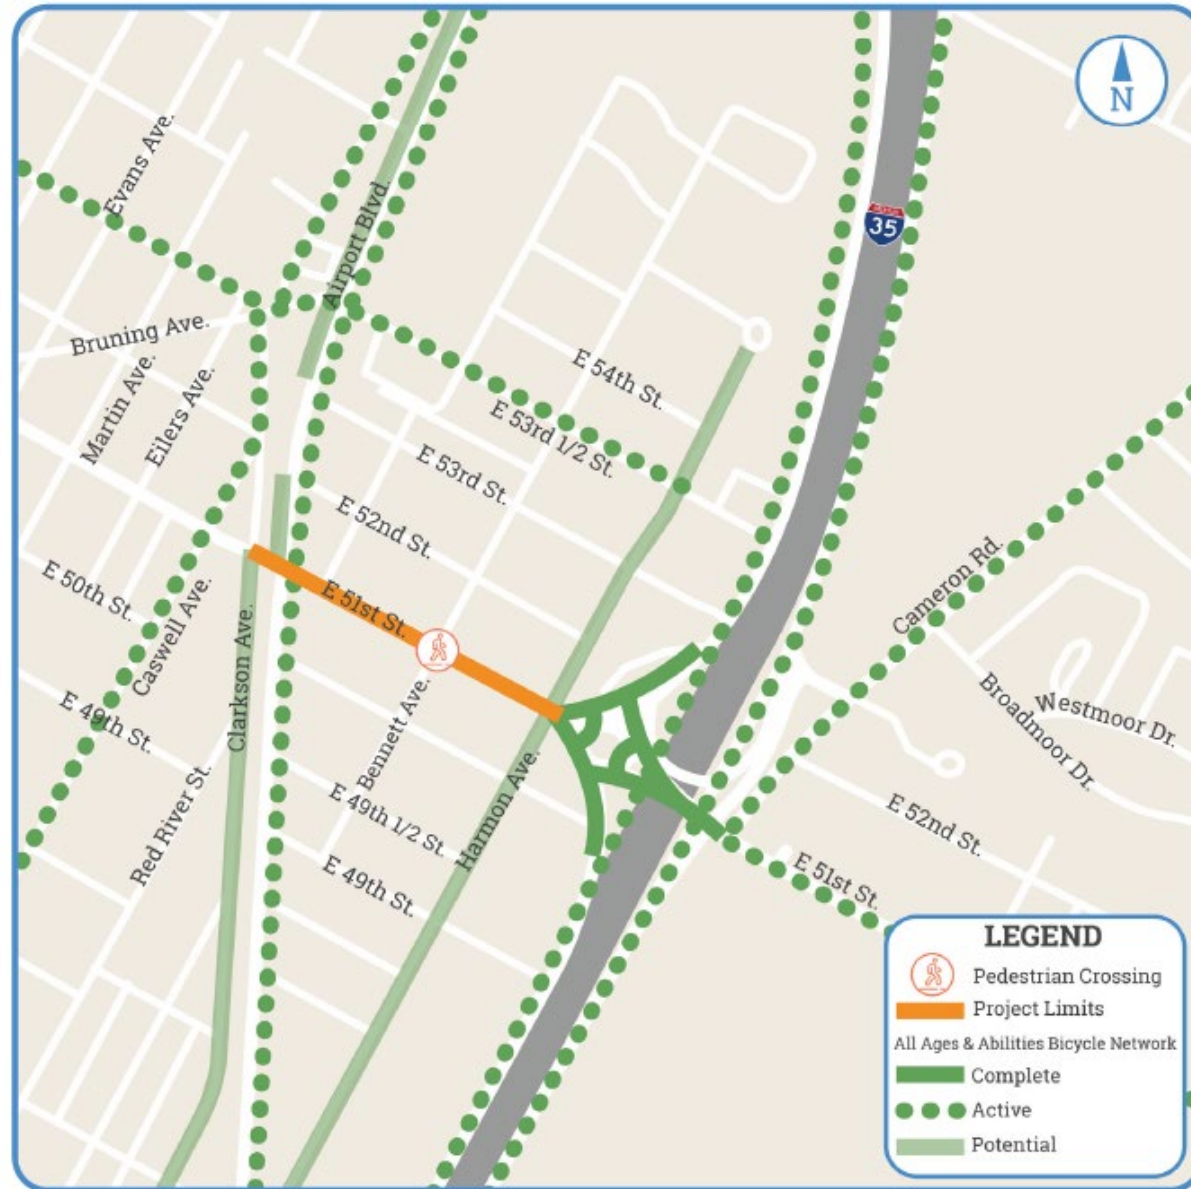 N
Evans Ave.
INTERSTATE
35
Airport Blvd.
Bruning Ave.
Martin Ave.
Eilers Ave.
E 54th St.
E 53rd 1/2 St.
E 53rd St.
E 52nd St.
Cameron Rd.
E 50th St.
E 51st St.
Caswell Ave.
Clarkson Ave.
Westmoor Dr.
Broadmoor Dr.
E 49th St.
Bennett Ave.
Red River St.
E 49th 1/2 St.
Harmon Ave.
E 52nd St.
E 49th St.
E 51st St.
LEGEND
Pedestrian Crossing
Project Limits
All Ages & Abilities Bicycle Network
Complete
Active
Potential